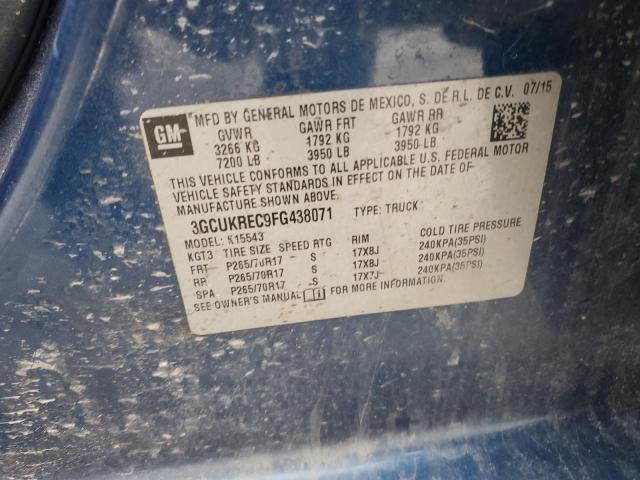 GM
MFD BY GENERAL MOTORS DE MEXICO, S. DE R.L. DE C.V. 07/15
GVWR GAWR FRT GAWR RR
3266 KG 1792 KG 1792 KG
7200 LB 3950 LB 3950 LB
THIS VEHICLE CONFORMS TO ALL APPLICABLE U.S. FEDERAL MOTOR
VEHICLE SAFETY STANDARDS IN EFFECT ON THE DATE OF
MANUFACTURE SHOWN ABOVE.
3GCUKREC9FG438071 TYPE: TRUCK
MODEL: K15543
KGT3 TIRE SIZE SPEED RTG RIM COLD TIRE PRESSURE
FRT P265/70R17 S 17X8J 240KPA(35PSI)
RR P265/70R17 S 17X8J 240KPA(35PSI)
SPA P265/70R17 S 17X7J 240KPA(35PSI)
SEE OWNER'S MANUAL FOR MORE INFORMATION.